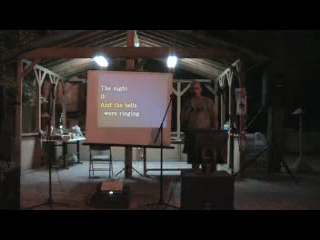 The night
And the bells
were ringing